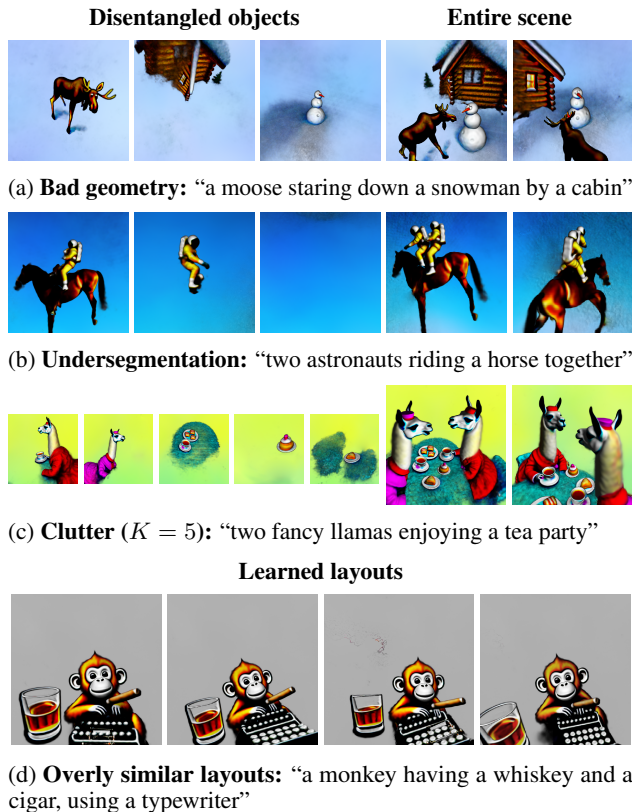 Disentangled objects Entire scene
(a) Bad geometry: “a moose staring down a snowman by a cabin”
(b) Undersegmentation: “two astronauts riding a horse together”
(c) Clutter (K = 5): “two fancy llamas enjoying a tea party”
Learned layouts
(d) Overly similar layouts: “a monkey having a whiskey and a
cigar, using a typewriter”